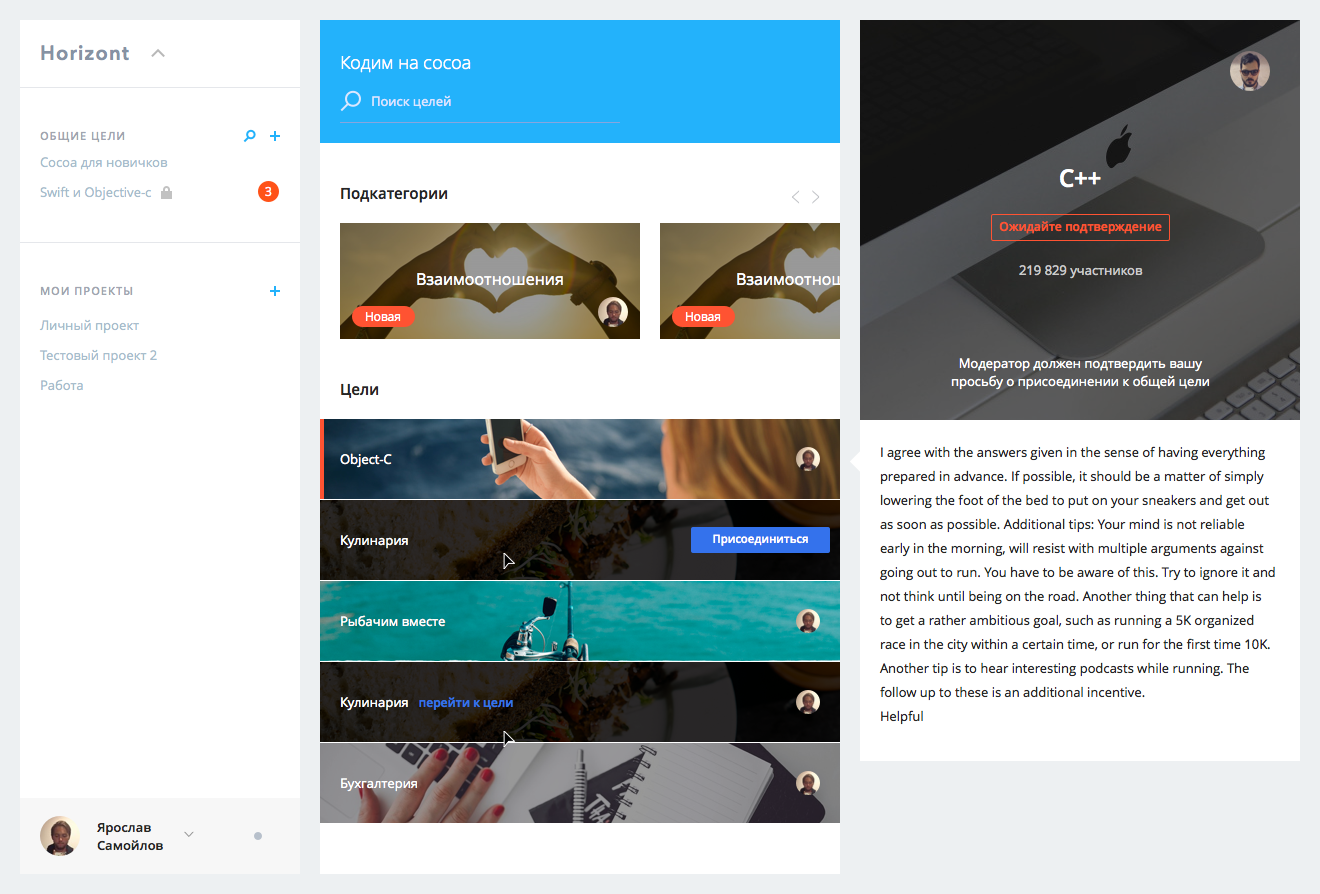 Horizont
ОБЩИЕ ЦЕЛИ
Cocoa для новичков
Swift и Objective-c
3
МОИ ПРОЕКТЫ
Личный проект
Тестовый проект 2
Работа
Ярослав
Самойлов
Кодим на cocoa
Поиск целей
Подкатегории
Взаимоотношения
Новая
Взаимоотнош
Новая
Цели
Object-C
Кулинария
Присоединиться
Рыбачим вместе
Кулинария перейти к цели
Бухгалтерия
C++
Ожидайте подтверждение
219 829 участников
Модератор должен подтвердить вашу
просьбу о присоединении к общей цели
I agree with the answers given in the sense of having everything
prepared in advance. If possible, it should be a matter of simply
lowering the foot of the bed to put on your sneakers and get out
as soon as possible. Additional tips: Your mind is not reliable
early in the morning, will resist with multiple arguments against
going out to run. You have to be aware of this. Try to ignore it and
not think until being on the road. Another thing that can help is
to get a rather ambitious goal, such as running a 5K organized
race in the city within a certain time, or run for the first time 10K.
Another tip is to hear interesting podcasts while running. The
follow up to these is an additional incentive.
Helpful